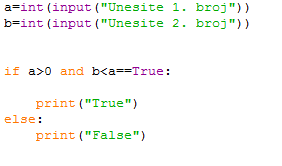 a=int(input("Unesite 1. broj"))
b=int(input("Unesite 2. broj"))
if a>0 and b<a==True:
print("True")
else:
print("False")